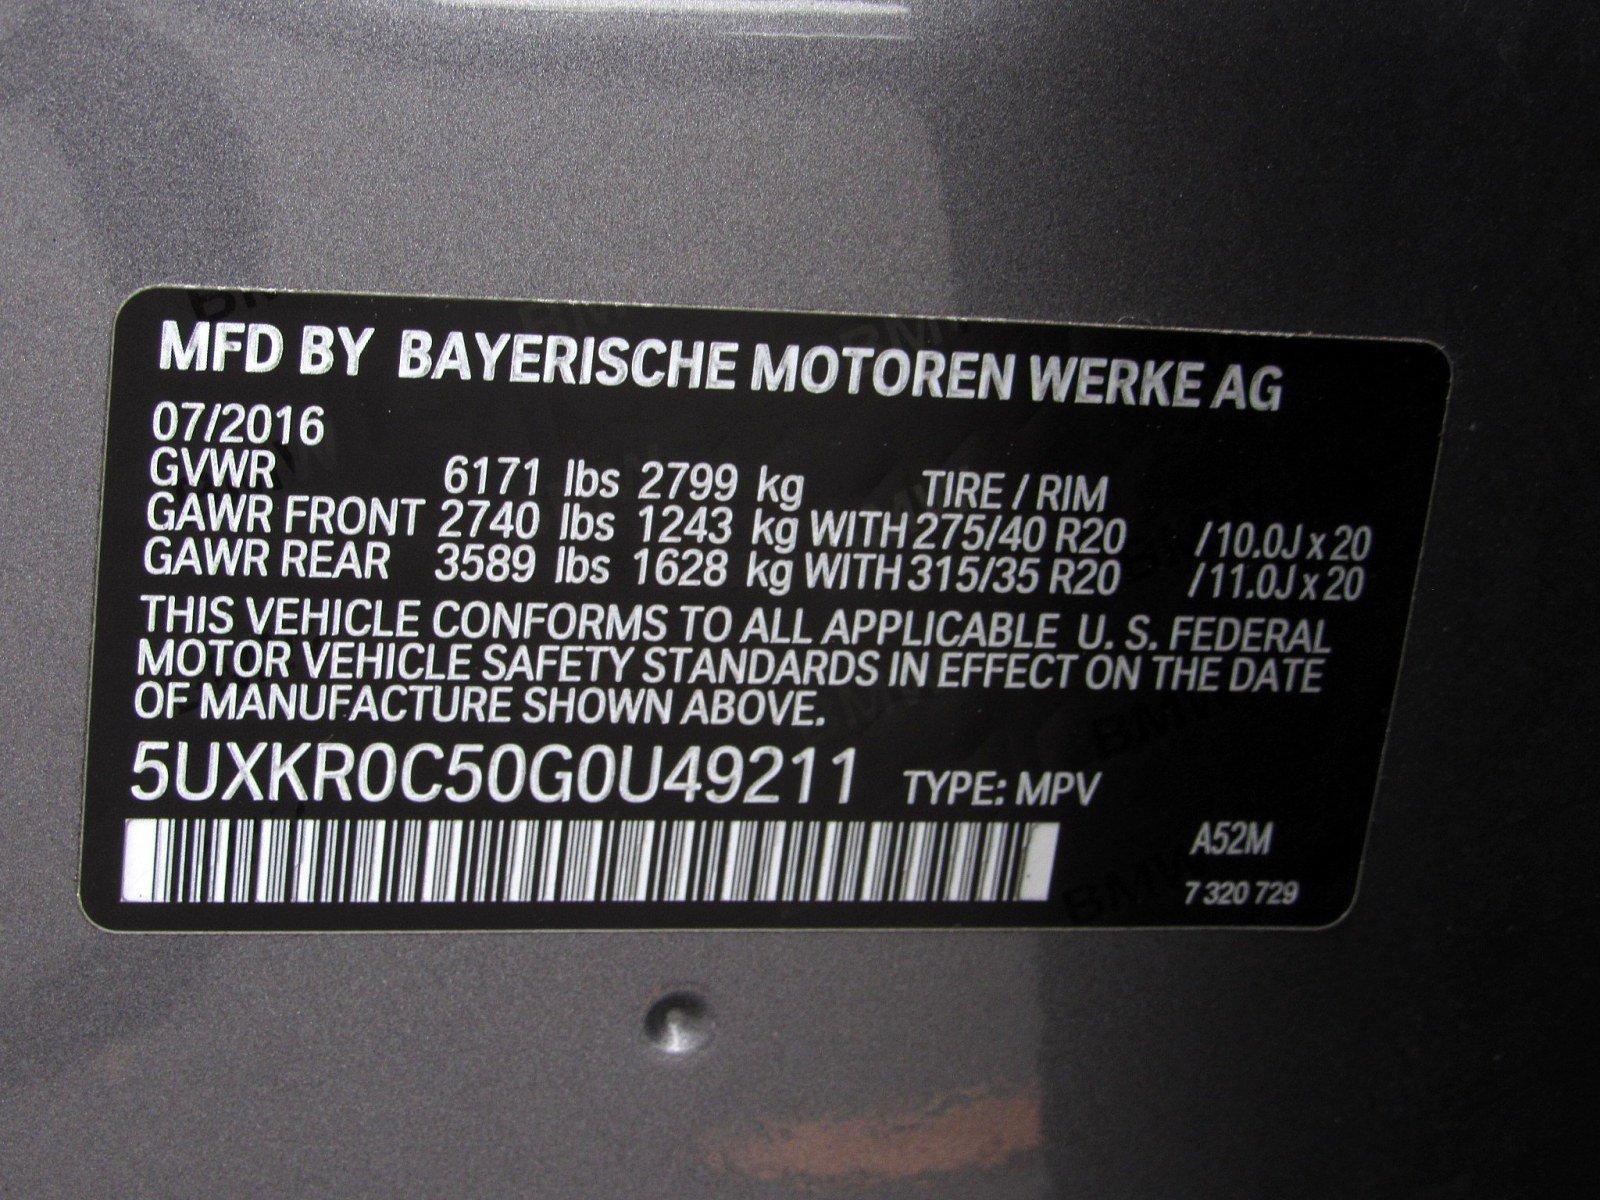 MFD BY BAYERISCHE MOTOREN WERKE AG
07/2016
GVWR 6171 lbs 2799 kg TIRE / RIM
GAWR FRONT 2740 lbs 1243 kg WITH 275/40 R20 /10.0J x 20
GAWR REAR 3589 lbs 1628 kg WITH 315/35 R20 /11.0J x 20
THIS VEHICLE CONFORMS TO ALL APPLICABLE U. S. FEDERAL
MOTOR VEHICLE SAFETY STANDARDS IN EFFECT ON THE DATE
OF MANUFACTURE SHOWN ABOVE.
5UXKR0C50G0U49211 TYPE: MPV
A52M
7 320 729